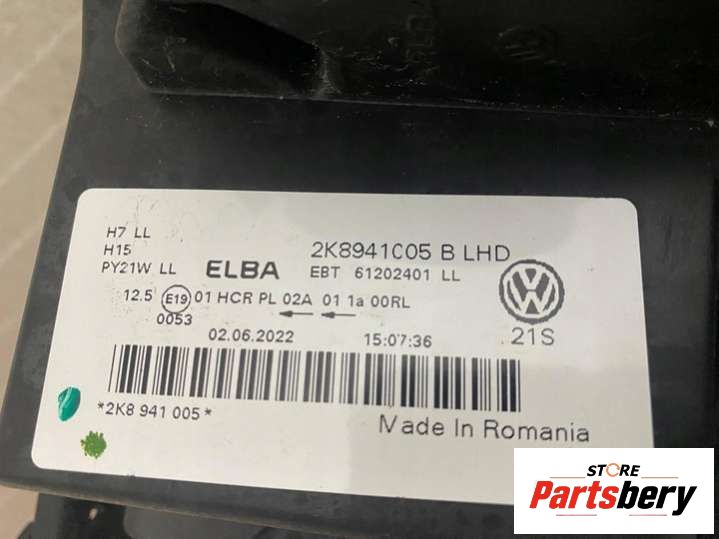 H7 LL
H15
PY21W LL
ELBA
2K8941C05 B LHD
EBT 61202401 LL
12.5 E19 01 HCR PL 02A 01 1a 00RL
0053
02.06.2022 15:07:36
21S
*2K8 941 005*
Made In Romania
STORE
Partsbery